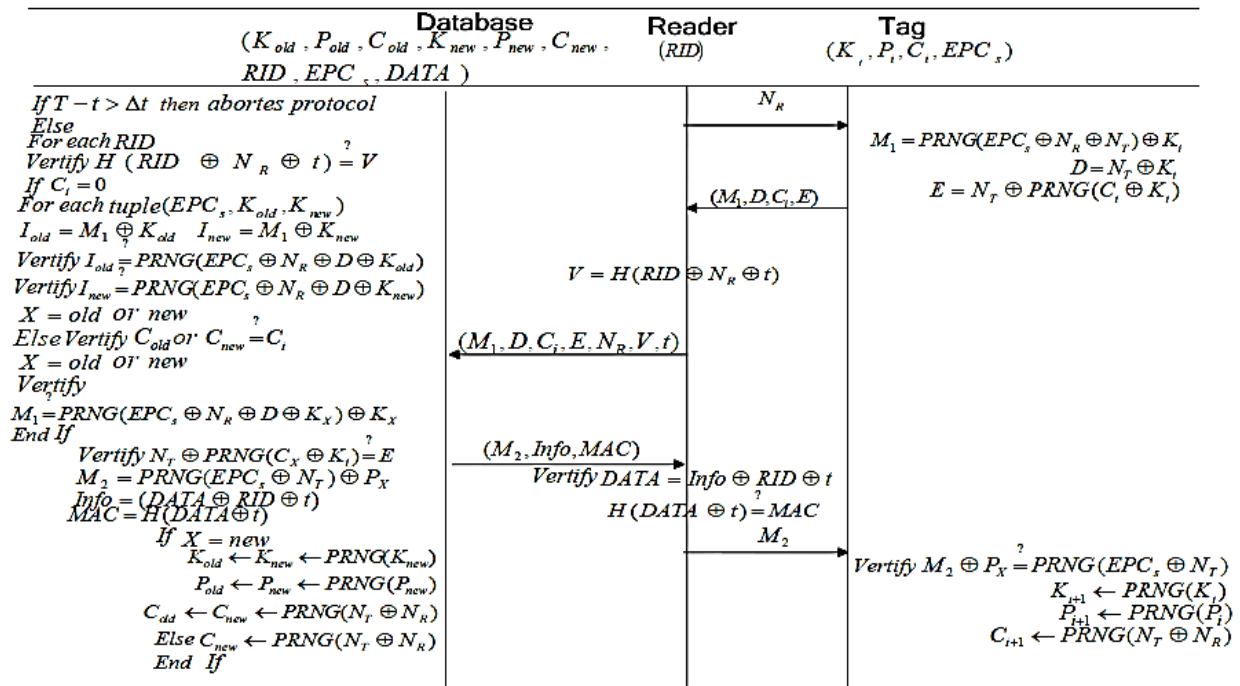 Database
(K_old , P_old , C_old , K_new , P_new , C_new ,
RID , EPC_s , DATA )
Reader
(RID)
Tag
(K_i , P_i , C_i , EPC_s)
If T − t > Δt then abortes protocol
Else
For each RID
Vertify H (RID ⊕ N_R ⊕ t) ?= V
If C_i = 0
For each tuple(EPC_s , K_old , K_new)
I_old = M_1 ⊕ K_old I_new = M_1 ⊕ K_new
Vertify I_old ?= PRNG(EPC_s ⊕ N_R ⊕ D ⊕ K_old)
Vertify I_new ?= PRNG(EPC_s ⊕ N_R ⊕ D ⊕ K_new)
X = old or new
Else Vertify C_old or C_new ?= C_i
X = old or new
Vertify
M_1 ?= PRNG(EPC_s ⊕ N_R ⊕ D ⊕ K_X) ⊕ K_X
End If
Vertify N_T ⊕ PRNG(C_X ⊕ K_i) ?= E
M_2 = PRNG(EPC_s ⊕ N_T) ⊕ P_X
Info = (DATA ⊕ RID ⊕ t)
MAC = H(DATA ⊕ t)
If X = new
K_old ← K_new ← PRNG(K_new)
P_old ← P_new ← PRNG(P_new)
C_old ← C_new ← PRNG(N_T ⊕ N_R)
Else C_new ← PRNG(N_T ⊕ N_R)
End If
N_R
(M_1, D, C_i, E)
V = H(RID ⊕ N_R ⊕ t)
(M_1, D, C_i, E, N_R, V, t)
(M_2, Info, MAC)
Vertify DATA = Info ⊕ RID ⊕ t
H(DATA ⊕ t) ?= MAC
M_2
M_1 = PRNG(EPC_s ⊕ N_R ⊕ N_T) ⊕ K_i
D = N_T ⊕ K_i
E = N_T ⊕ PRNG(C_i ⊕ K_i)
Vertify M_2 ⊕ P_X ?= PRNG(EPC_s ⊕ N_T)
K_i+1 ← PRNG(K_i)
P_i+1 ← PRNG(P_i)
C_i+1 ← PRNG(N_T ⊕ N_R)